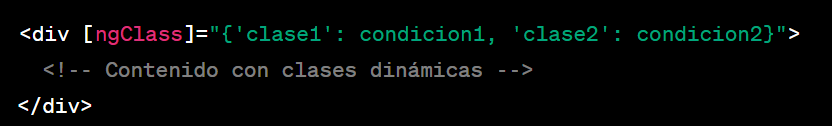 <div [ngClass]="{'clase1': condicion1, 'clase2': condicion2}">
<!-- Contenido con clases dinámicas -->
</div>